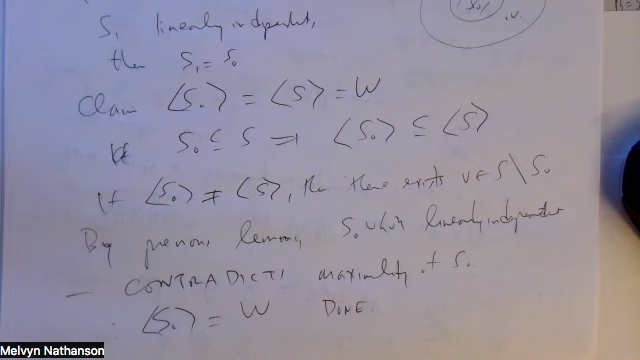 S₁ linearly independent,
then S₁ = S₀
Claim ⟨S₀⟩ = ⟨S⟩ = W
S₀ ⊆ S ⇒ ⟨S₀⟩ ⊆ ⟨S⟩
If ⟨S₀⟩ ≠ ⟨S⟩, then there exists v ∈ S \ S₀
By previous lemma, S₀ ∪ {v} linearly independent
— CONTRADICTS maximality of S₀
∴ ⟨S₀⟩ = W DONE.
Melvyn Nathanson